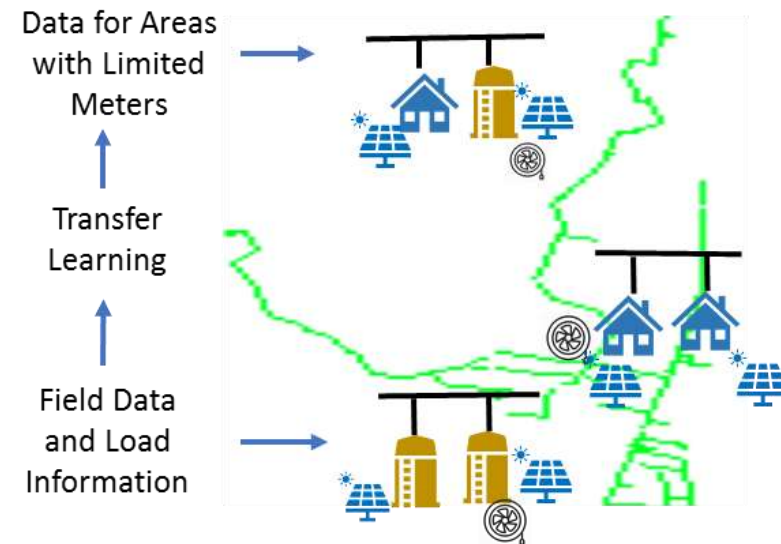 Data for Areas
with Limited
Meters
Transfer
Learning
Field Data
and Load
Information